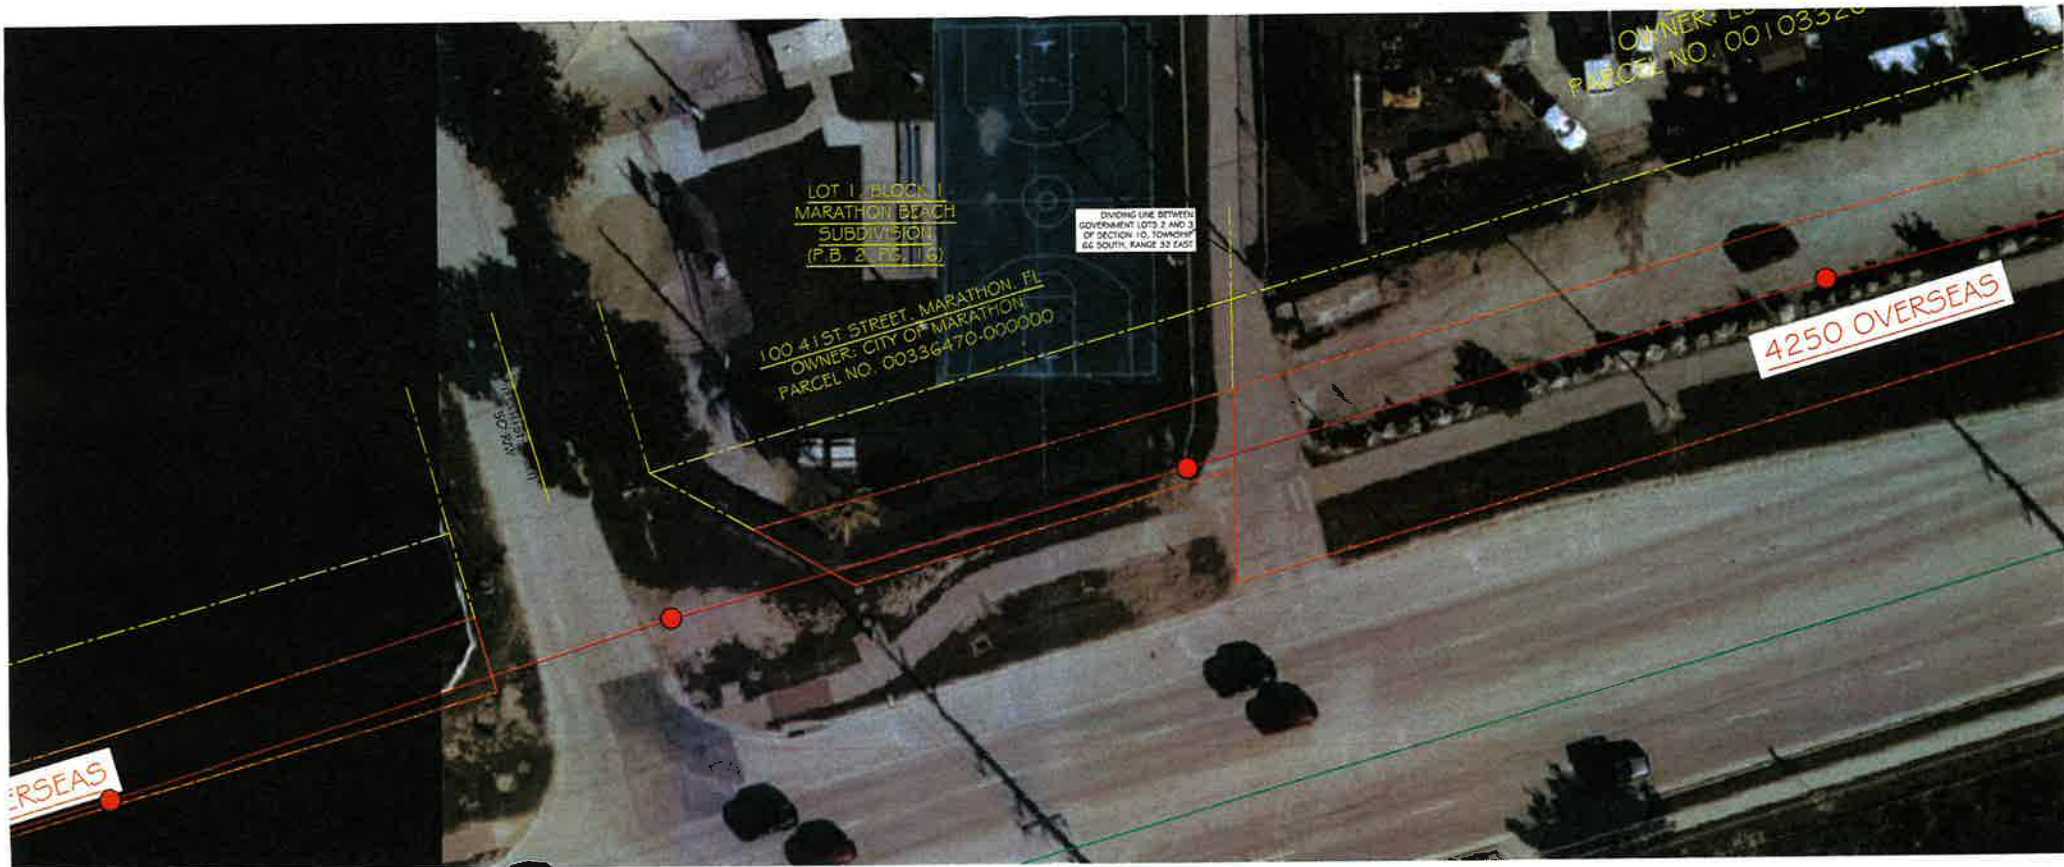 OWNER:
PARCEL NO. 00103320
LOT 1, BLOCK 1
MARATHON BEACH
SUBDIVISION
(P.B. 2, PG. 16)
DIVIDING LINE BETWEEN
GOVERNMENT LOTS 2 AND 3
OF SECTION 10, TOWNSHIP
66 SOUTH, RANGE 32 EAST
100 41ST STREET, MARATHON, FL
OWNER: CITY OF MARATHON
PARCEL NO. 00336470-000000
4250 OVERSEAS
ERSEAS